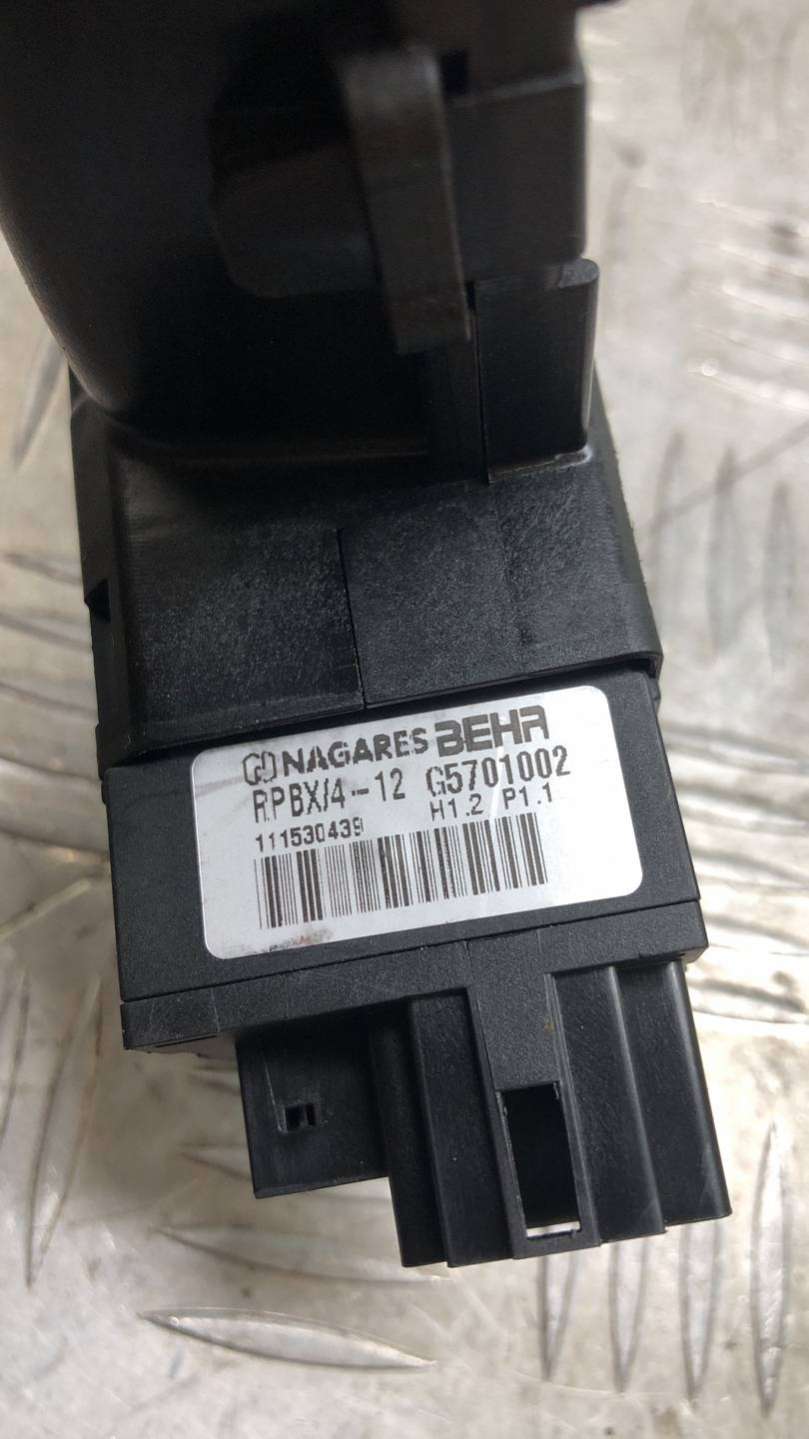 NAGARES BEHR
RPBX/4-12 G5701002
H1.2 P1.1
111530439